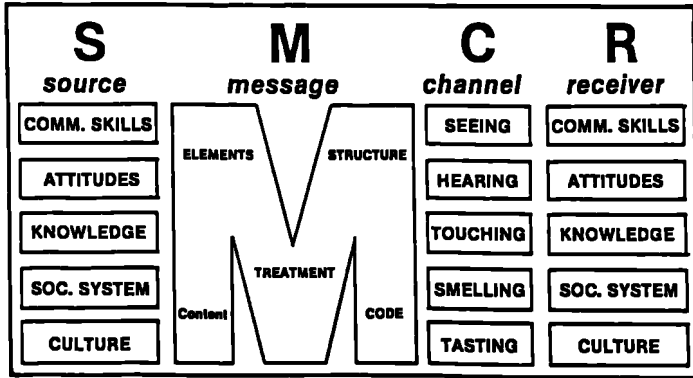 S M C R
source message channel receiver
COMM. SKILLS SEEING COMM. SKILLS
ELEMENTS STRUCTURE
ATTITUDES HEARING ATTITUDES
KNOWLEDGE TOUCHING KNOWLEDGE
TREATMENT
SOC. SYSTEM SMELLING SOC. SYSTEM
Content CODE
CULTURE TASTING CULTURE